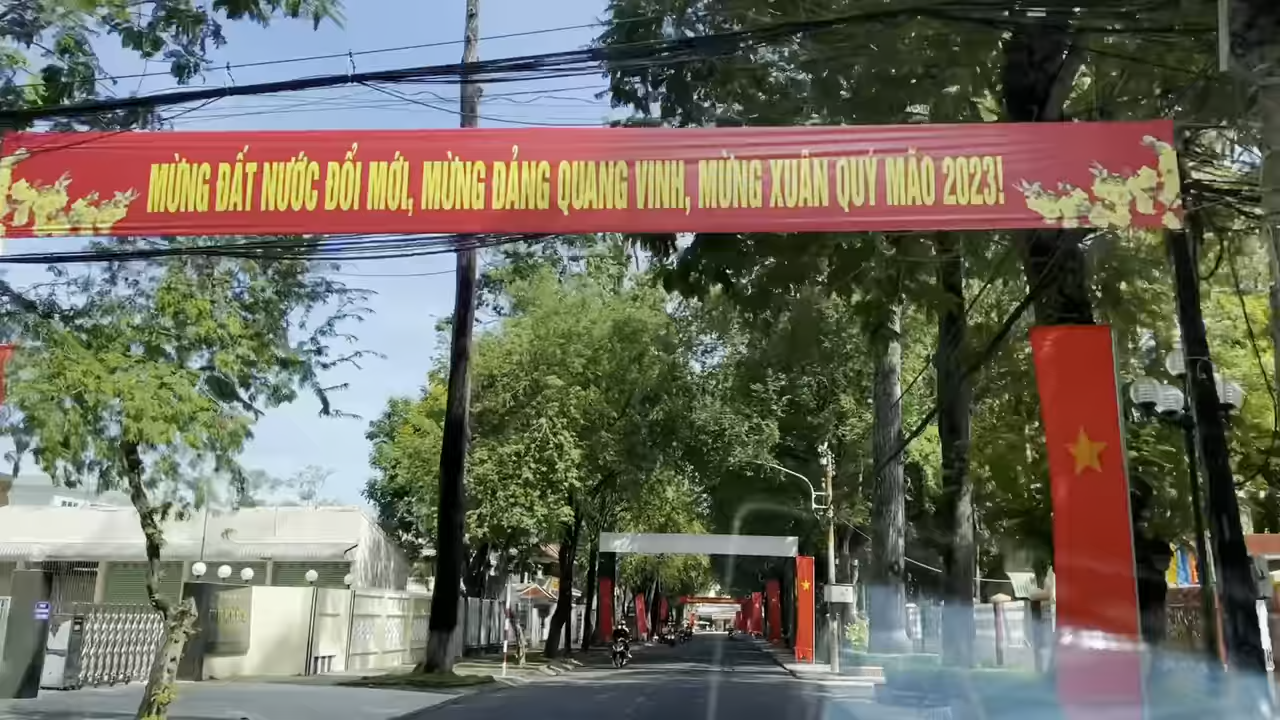 MỪNG ĐẤT NƯỚC ĐỔI MỚI, MỪNG ĐẢNG QUANG VINH, MỪNG XUÂN QUÝ MÃO 2023!